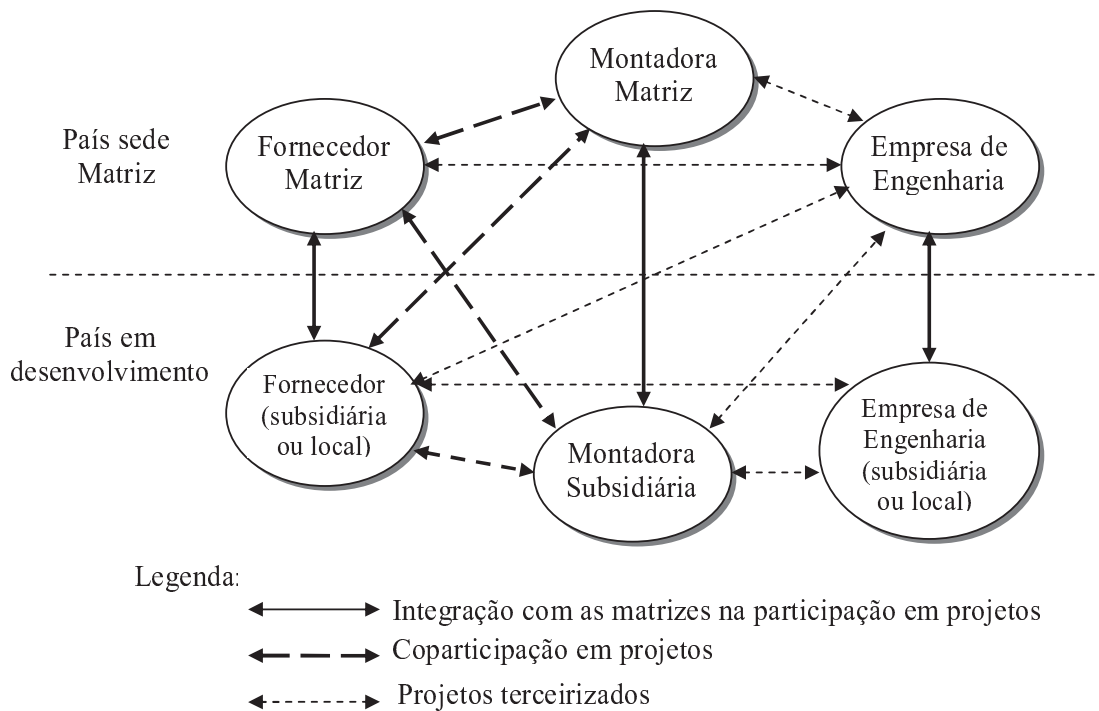 Montadora
Matriz
País sede
Matriz
Fornecedor
Matriz
Empresa de
Engenharia
País em
desenvolvimento
Fornecedor
(subsidiária
ou local)
Montadora
Subsidiária
Empresa de
Engenharia
(subsidiária
ou local)
Legenda:
Integração com as matrizes na participação em projetos
Coparticipação em projetos
Projetos terceirizados